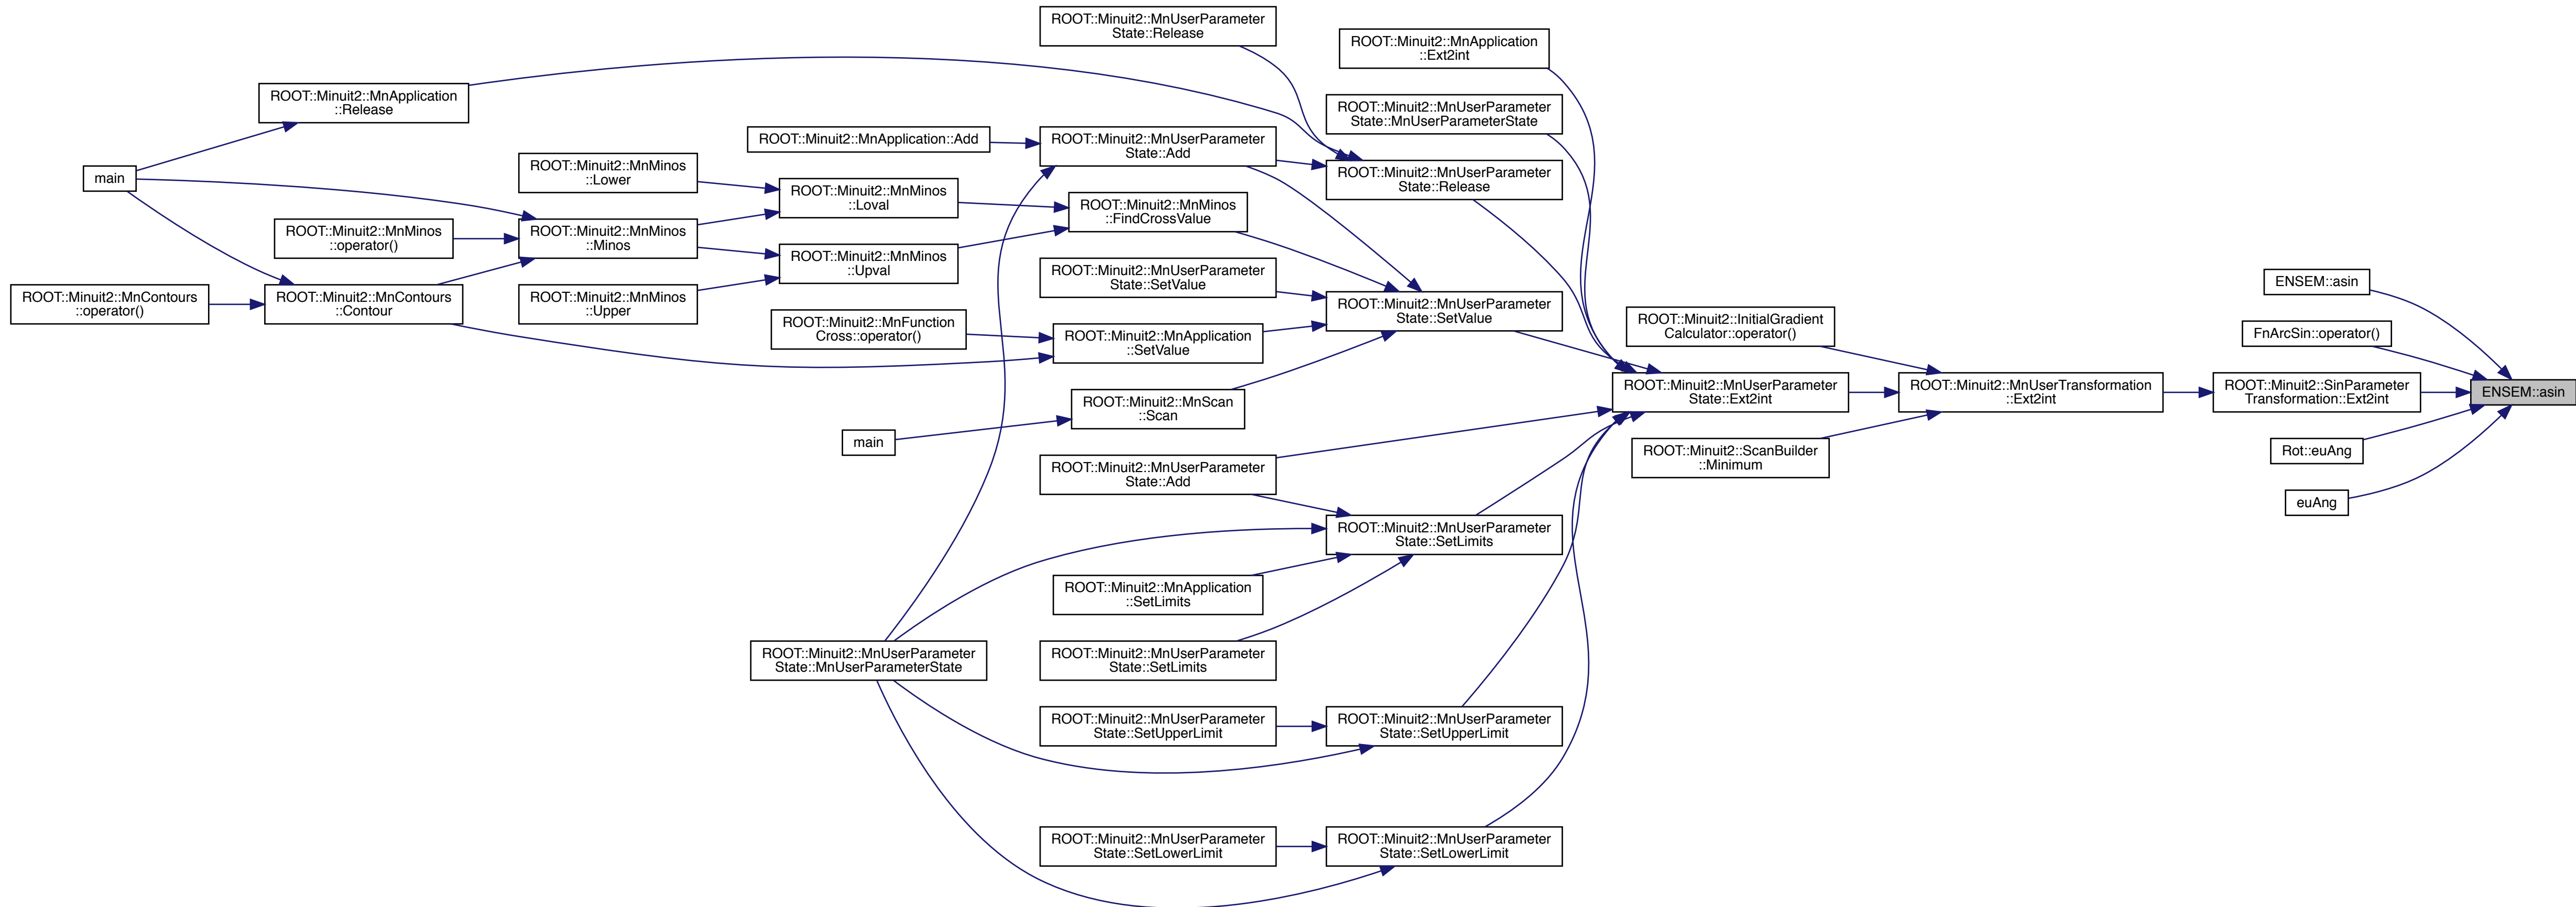 ROOT::Minuit2::MnUserParameter
State::Release
ROOT::Minuit2::MnApplication
::Ext2int
ROOT::Minuit2::MnApplication
::Release
ROOT::Minuit2::MnUserParameter
State::MnUserParameterState
ROOT::Minuit2::MnApplication::Add
ROOT::Minuit2::MnUserParameter
State::Add
main
ROOT::Minuit2::MnMinos
::Lower
ROOT::Minuit2::MnUserParameter
State::Release
ROOT::Minuit2::MnMinos
::Loval
ROOT::Minuit2::MnMinos
::FindCrossValue
ROOT::Minuit2::MnMinos
::operator()
ROOT::Minuit2::MnMinos
::Minos
ROOT::Minuit2::MnMinos
::Upval
ROOT::Minuit2::MnUserParameter
State::SetValue
ENSEM::asin
ROOT::Minuit2::MnContours
::operator()
ROOT::Minuit2::MnContours
::Contour
ROOT::Minuit2::MnMinos
::Upper
ROOT::Minuit2::MnUserParameter
State::SetValue
ROOT::Minuit2::InitialGradient
Calculator::operator()
ROOT::Minuit2::MnFunction
Cross::operator()
ROOT::Minuit2::MnApplication
::SetValue
FnArcSin::operator()
ROOT::Minuit2::MnUserParameter
State::Ext2int
ROOT::Minuit2::MnUserTransformation
::Ext2int
ROOT::Minuit2::SinParameter
Transformation::Ext2int
ENSEM::asin
ROOT::Minuit2::MnScan
::Scan
main
ROOT::Minuit2::ScanBuilder
::Minimum
Rot::euAng
ROOT::Minuit2::MnUserParameter
State::Add
euAng
ROOT::Minuit2::MnUserParameter
State::SetLimits
ROOT::Minuit2::MnApplication
::SetLimits
ROOT::Minuit2::MnUserParameter
State::MnUserParameterState
ROOT::Minuit2::MnUserParameter
State::SetLimits
ROOT::Minuit2::MnUserParameter
State::SetUpperLimit
ROOT::Minuit2::MnUserParameter
State::SetUpperLimit
ROOT::Minuit2::MnUserParameter
State::SetLowerLimit
ROOT::Minuit2::MnUserParameter
State::SetLowerLimit